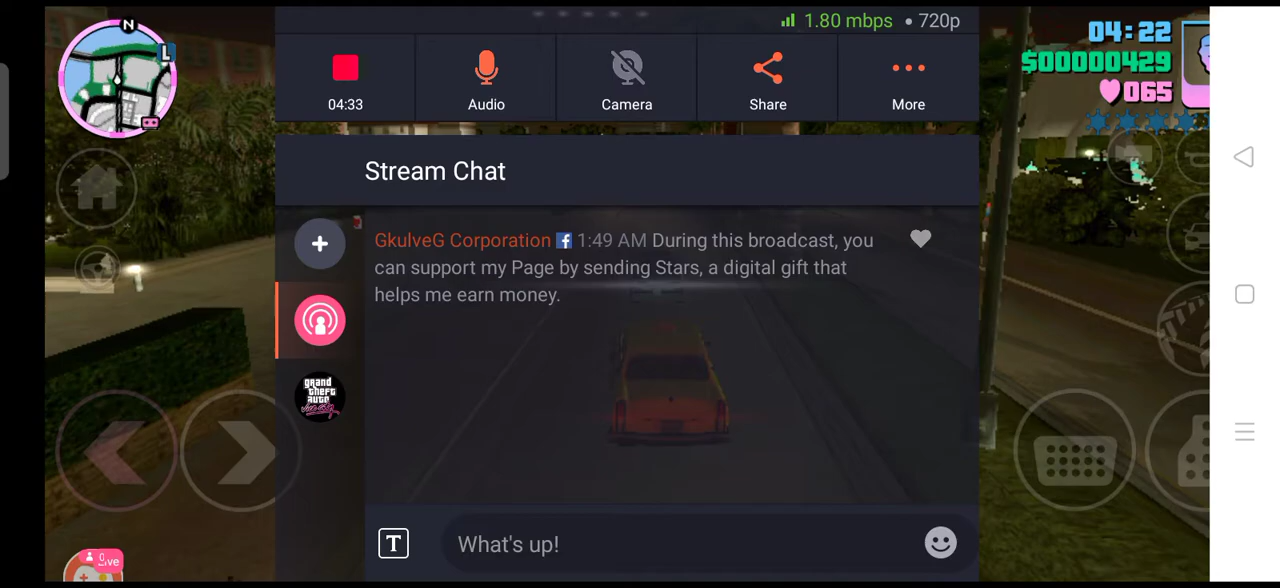 N
L
1.80 mbps • 720p
04:22
$00000429
065
04:33
Audio
Camera
Share
More
Stream Chat
GkulveG Corporation 1:49 AM During this broadcast, you
can support my Page by sending Stars, a digital gift that
helps me earn money.
grand
theft
auto
T
What's up!